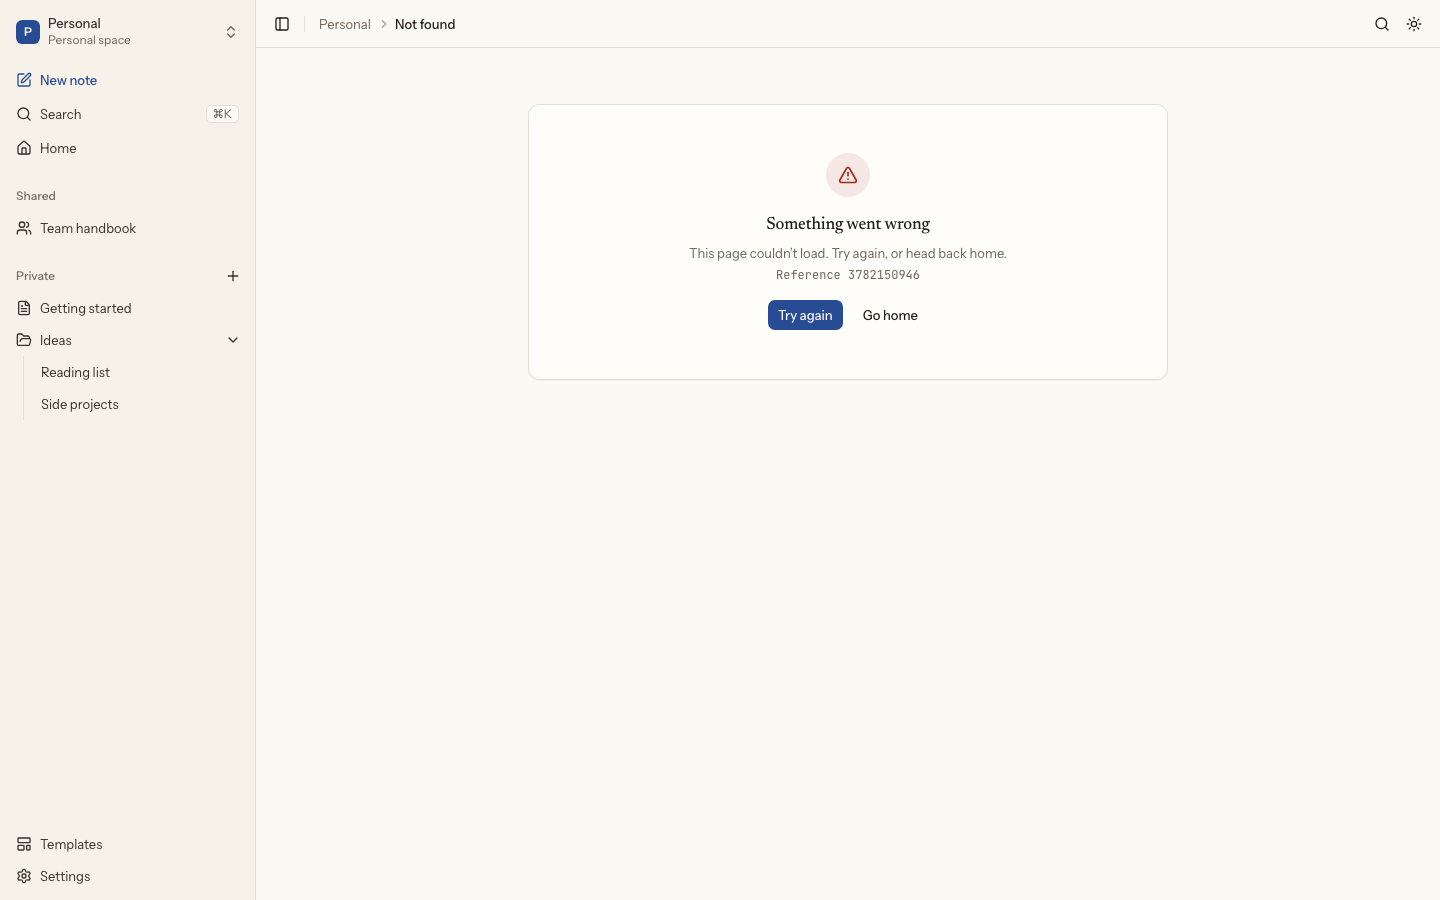 P
Personal
Personal space
New note
Search
⌘K
Home
Shared
Team handbook
Private
Getting started
Ideas
Reading list
Side projects
Templates
Settings
Personal
Not found
Something went wrong
This page couldn’t load. Try again, or head back home.
Reference 3782150946
Try again
Go home